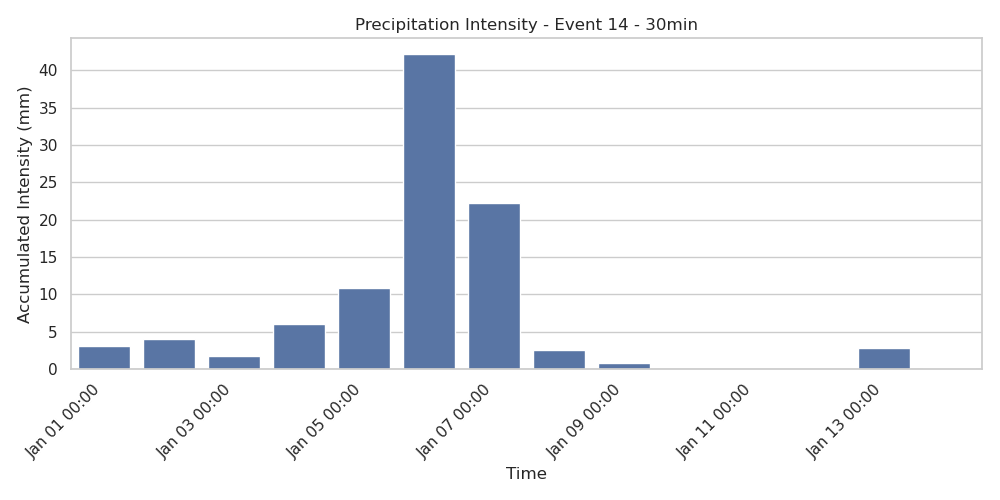 Precipitation Intensity - Event 14 - 30min
Accumulated Intensity (mm)
40
35
30
25
20
15
10
5
0
Jan 01 00:00
Jan 03 00:00
Jan 05 00:00
Jan 07 00:00
Jan 09 00:00
Jan 11 00:00
Jan 13 00:00
Time